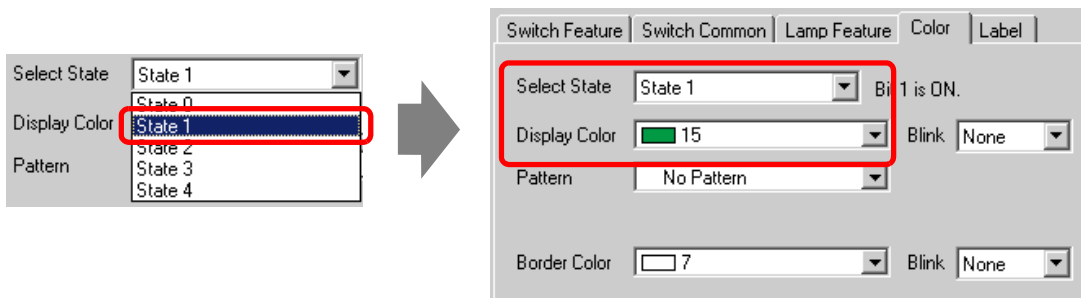 Select State State 1
State 0
Display Color State 1
State 2
Pattern State 3
State 4
Switch Feature Switch Common Lamp Feature Color Label
Select State State 1 Bit 1 is ON.
Display Color 15 Blink None
Pattern No Pattern
Border Color 7 Blink None